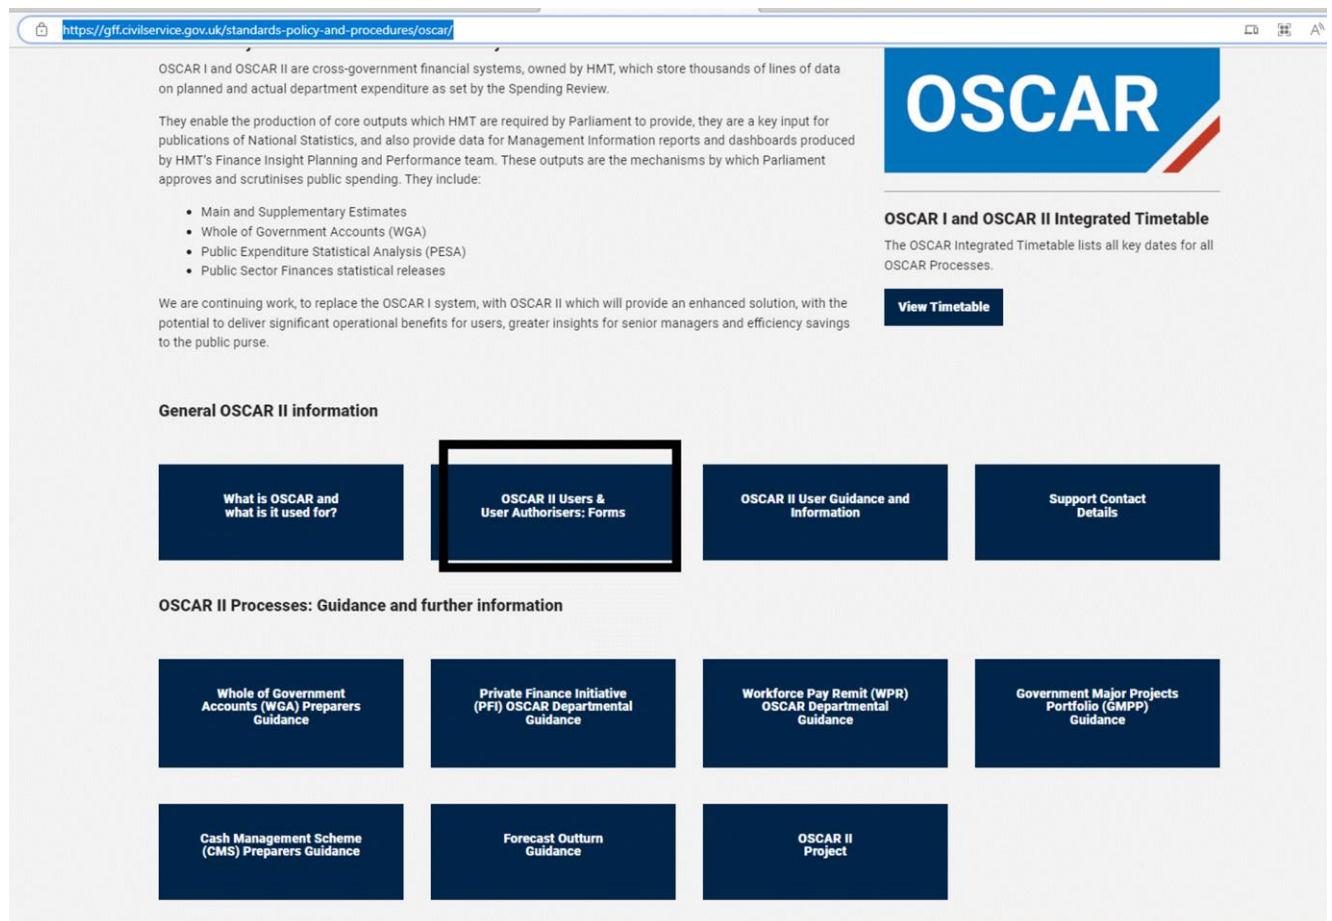 https://gff.civilservice.gov.uk/standards-policy-and-procedures/oscar/
OSCAR I and OSCAR II are cross-government financial systems, owned by HMT, which store thousands of lines of data
on planned and actual department expenditure as set by the Spending Review.
They enable the production of core outputs which HMT are required by Parliament to provide, they are a key input for
publications of National Statistics, and also provide data for Management Information reports and dashboards produced
by HMT's Finance Insight Planning and Performance team. These outputs are the mechanisms by which Parliament
approves and scrutinises public spending. They include:
• Main and Supplementary Estimates
• Whole of Government Accounts (WGA)
• Public Expenditure Statistical Analysis (PESA)
• Public Sector Finances statistical releases
We are continuing work, to replace the OSCAR I system, with OSCAR II which will provide an enhanced solution, with the
potential to deliver significant operational benefits for users, greater insights for senior managers and efficiency savings
to the public purse.
OSCAR
OSCAR I and OSCAR II Integrated Timetable
The OSCAR Integrated Timetable lists all key dates for all
OSCAR Processes.
View Timetable
General OSCAR II information
What is OSCAR and
what is it used for?
OSCAR II Users &
User Authorisers: Forms
OSCAR II User Guidance and
Information
Support Contact
Details
OSCAR II Processes: Guidance and further information
Whole of Government
Accounts (WGA) Preparers
Guidance
Private Finance Initiative
(PFI) OSCAR Departmental
Guidance
Workforce Pay Remit (WPR)
OSCAR Departmental
Guidance
Government Major Projects
Portfolio (GMPP)
Guidance
Cash Management Scheme
(CMS) Preparers Guidance
Forecast Outturn
Guidance
OSCAR II
Project